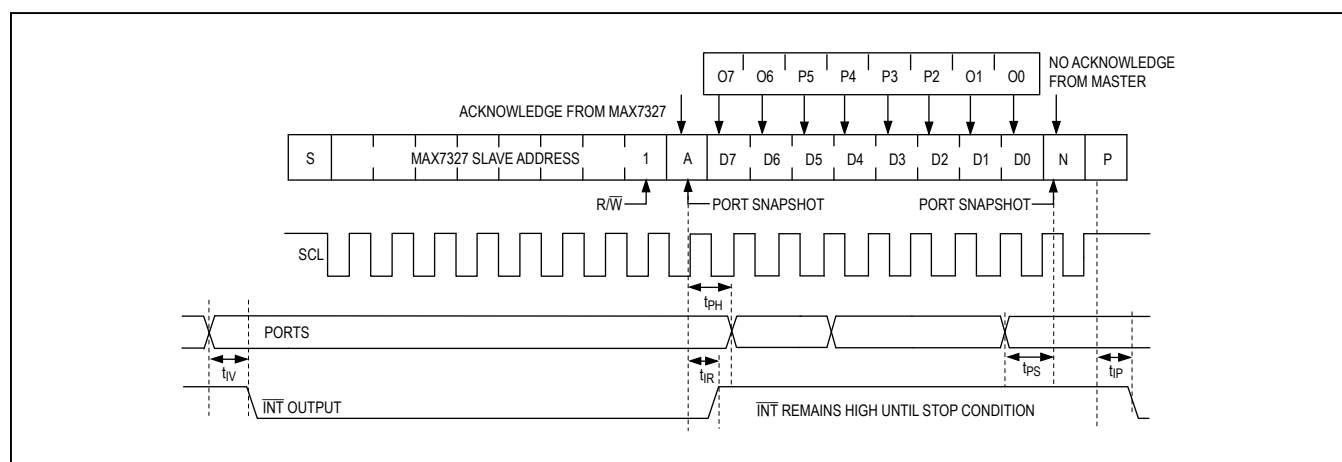 O7 O6 P5 P4 P3 P2 O1 O0
NO ACKNOWLEDGE
FROM MASTER
ACKNOWLEDGE FROM MAX7327
S MAX7327 SLAVE ADDRESS 1 A D7 D6 D5 D4 D3 D2 D1 D0 N P
R/W̅ PORT SNAPSHOT PORT SNAPSHOT
SCL
tPH
PORTS
tIV tIR tPS tIP
I̅N̅T̅ OUTPUT I̅N̅T̅ REMAINS HIGH UNTIL STOP CONDITION